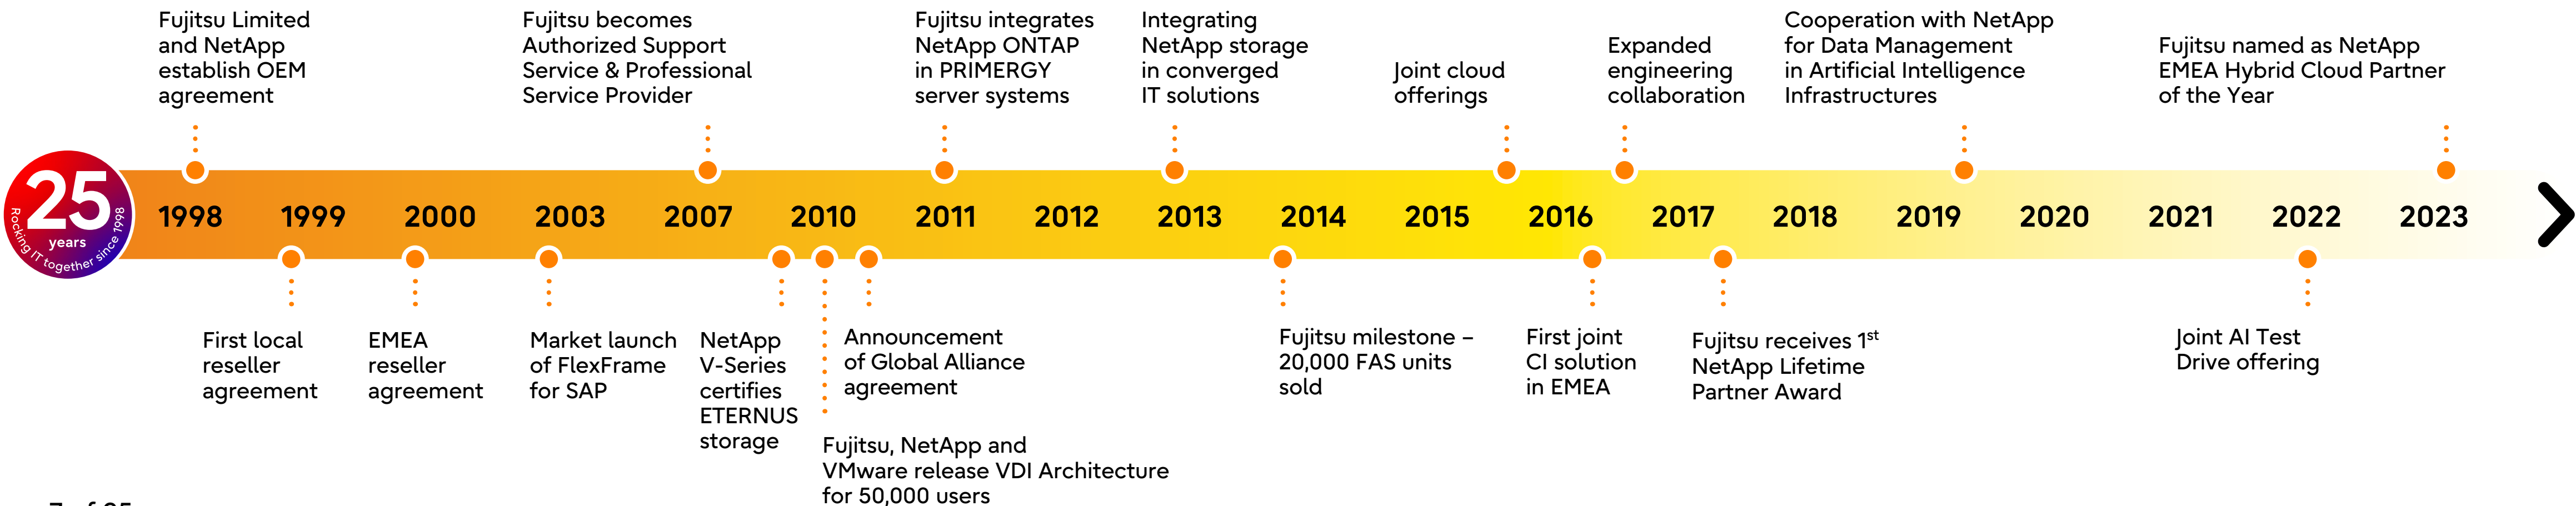 Fujitsu Limited
and NetApp
establish OEM
agreement
Fujitsu becomes
Authorized Support
Service & Professional
Service Provider
Fujitsu integrates
NetApp ONTAP
in PRIMERGY
server systems
Integrating
NetApp storage
in converged
IT solutions
Joint cloud
offerings
Expanded
engineering
collaboration
Cooperation with NetApp
for Data Management
in Artificial Intelligence
Infrastructures
Fujitsu named as NetApp
EMEA Hybrid Cloud Partner
of the Year
25
years
Rocking IT together since 1998
1998 1999 2000 2003 2007 2010 2011 2012 2013 2014 2015 2016 2017 2018 2019 2020 2021 2022 2023
First local
reseller
agreement
EMEA
reseller
agreement
Market launch
of FlexFrame
for SAP
NetApp
V-Series
certifies
ETERNUS
storage
Fujitsu, NetApp and
VMware release VDI Architecture
for 50,000 users
Announcement
of Global Alliance
agreement
Fujitsu milestone –
20,000 FAS units
sold
First joint
CI solution
in EMEA
Fujitsu receives 1st
NetApp Lifetime
Partner Award
Joint AI Test
Drive offering